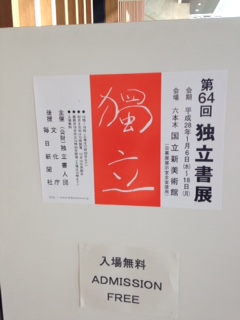 第64回 独立書展
会期 平成28年1月6日(水)~18日(月)
会場 六本木 国立新美術館
獨立
主催 (公財)独立書人団
後援 文化庁
毎日新聞社
入場無料
ADMISSION
FREE